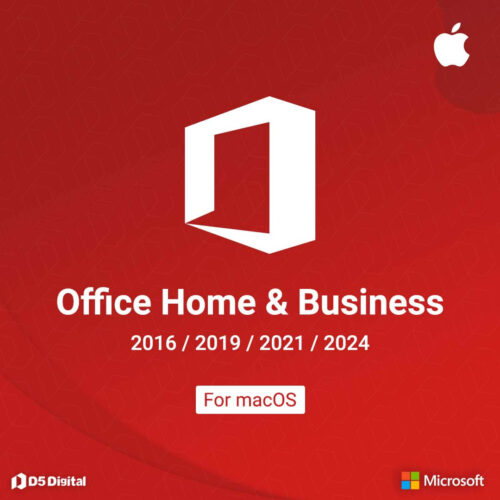 Office Home & Business
2016 / 2019 / 2021 / 2024
For macOS
D5 Digital
Microsoft